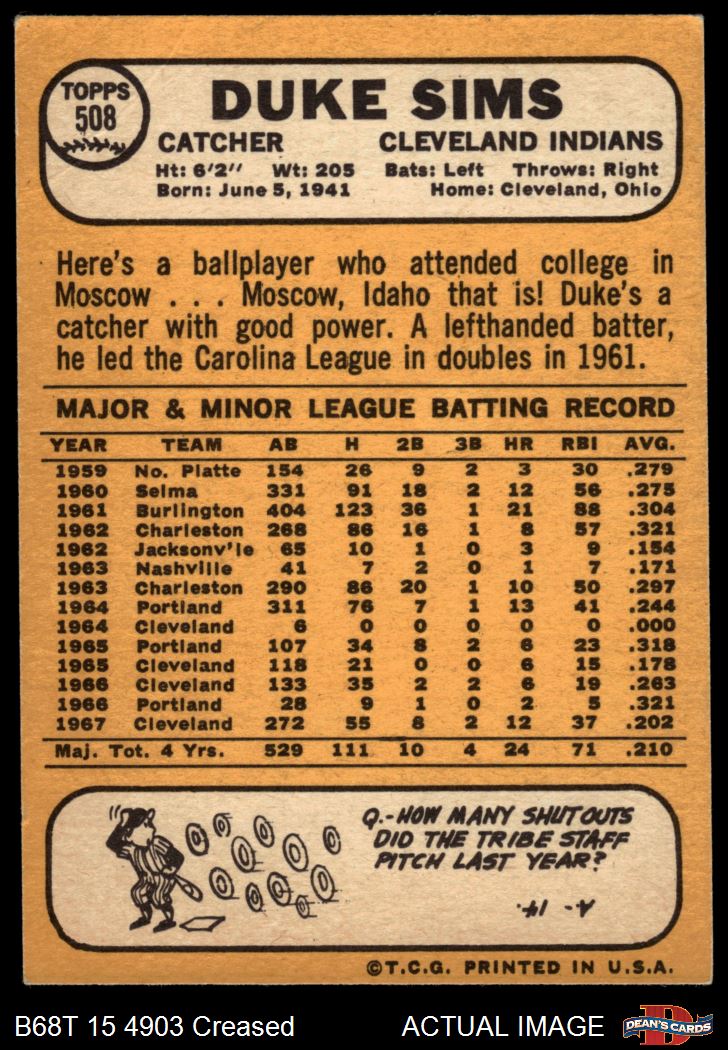 TOPPS
508
DUKE SIMS
CATCHER CLEVELAND INDIANS
Ht: 6'2" Wt: 205 Bats: Left Throws: Right
Born: June 5, 1941 Home: Cleveland, Ohio
Here's a ballplayer who attended college in
Moscow . . . Moscow, Idaho that is! Duke's a
catcher with good power. A lefthanded batter,
he led the Carolina League in doubles in 1961.
MAJOR & MINOR LEAGUE BATTING RECORD
YEAR TEAM AB H 2B 3B HR RBI AVG.
1959 No. Platte 154 26 9 2 3 30 .279
1960 Selma 331 91 18 2 12 56 .275
1961 Burlington 404 123 36 1 21 88 .304
1962 Charleston 268 86 16 1 8 57 .321
1962 Jacksonv'le 65 10 1 0 3 9 .154
1963 Nashville 41 7 2 0 1 7 .171
1963 Charleston 290 86 20 1 10 50 .297
1964 Portland 311 76 7 1 13 41 .244
1964 Cleveland 6 0 0 0 0 0 .000
1965 Portland 107 34 8 2 6 23 .318
1965 Cleveland 118 21 0 0 6 15 .178
1966 Cleveland 133 35 2 2 6 19 .263
1966 Portland 28 9 1 0 2 5 .321
1967 Cleveland 272 55 8 2 12 37 .202
Maj. Tot. 4 Yrs. 529 111 10 4 24 71 .210
Q.-HOW MANY SHUTOUTS
DID THE TRIBE STAFF
PITCH LAST YEAR?
A-14.
©T.C.G. PRINTED IN U.S.A.
B68T 15 4903 Creased ACTUAL IMAGE
D
DEAN'S CARDS